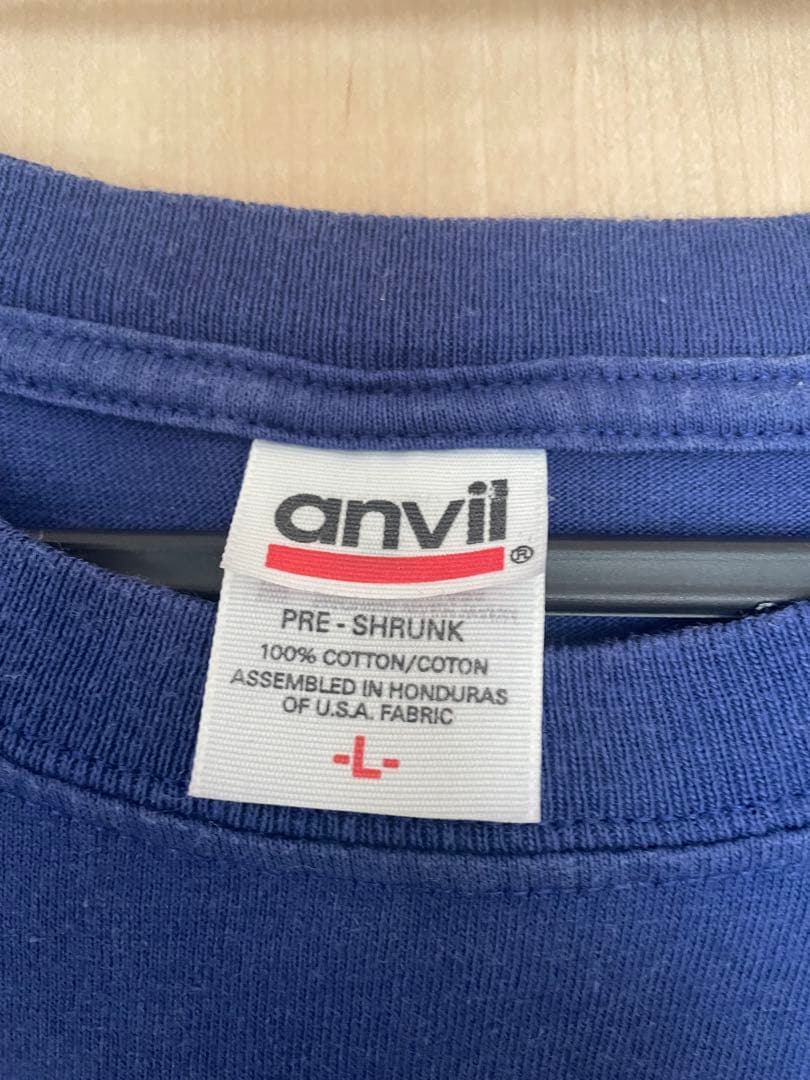 anvil®
PRE - SHRUNK
100% COTTON/COTON
ASSEMBLED IN HONDURAS
OF U.S.A. FABRIC
-L-